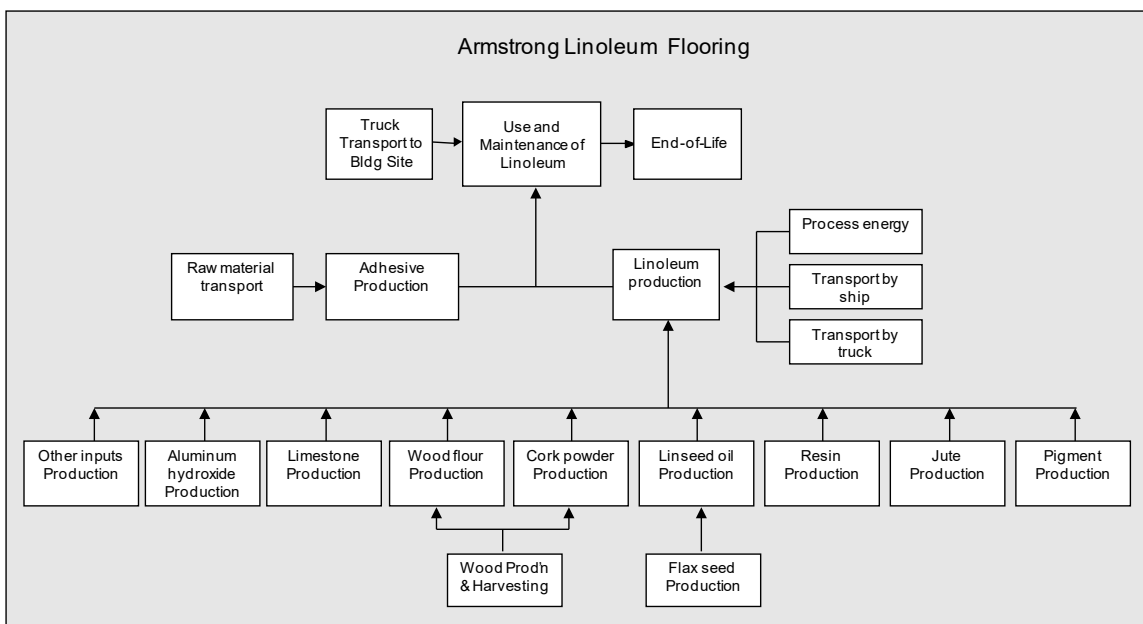 Armstrong Linoleum Flooring
Truck
Transport to
Bldg Site
Use and
Maintenance of
Linoleum
End-of-Life
Process energy
Raw material
transport
Adhesive
Production
Linoleum
production
Transport by
ship
Transport by
truck
Other inputs
Production
Aluminum
hydroxide
Production
Limestone
Production
Wood flour
Production
Cork powder
Production
Linseed oil
Production
Resin
Production
Jute
Production
Pigment
Production
Wood Prod'n
& Harvesting
Flax seed
Production